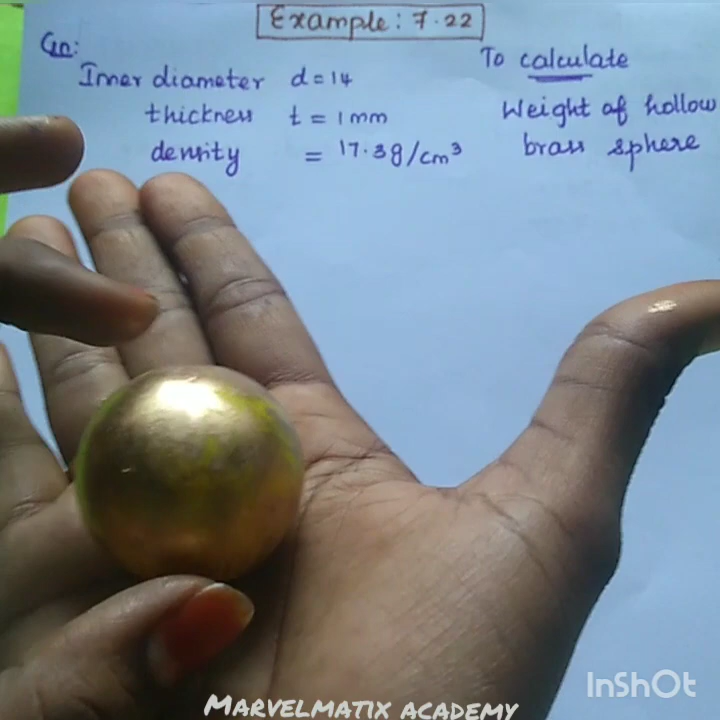 Example: 7.22
Gn:
Inner diameter d = 14
thickness t = 1 mm
density = 17.3g/cm³
To calculate
Weight of hollow
brass sphere
InShOt
MARVELMATIX ACADEMY